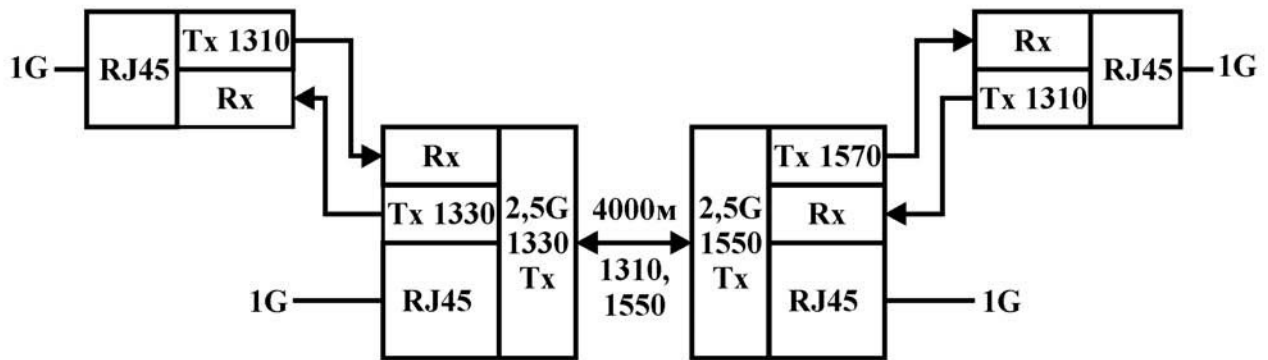 1G
RJ45
Tx 1310
Rx
Rx
Tx 1310
RJ45
1G
Rx
Tx 1330
1G
RJ45
2,5G
1330
Tx
4000м
1310,
1550
2,5G
1550
Tx
Tx 1570
Rx
RJ45
1G